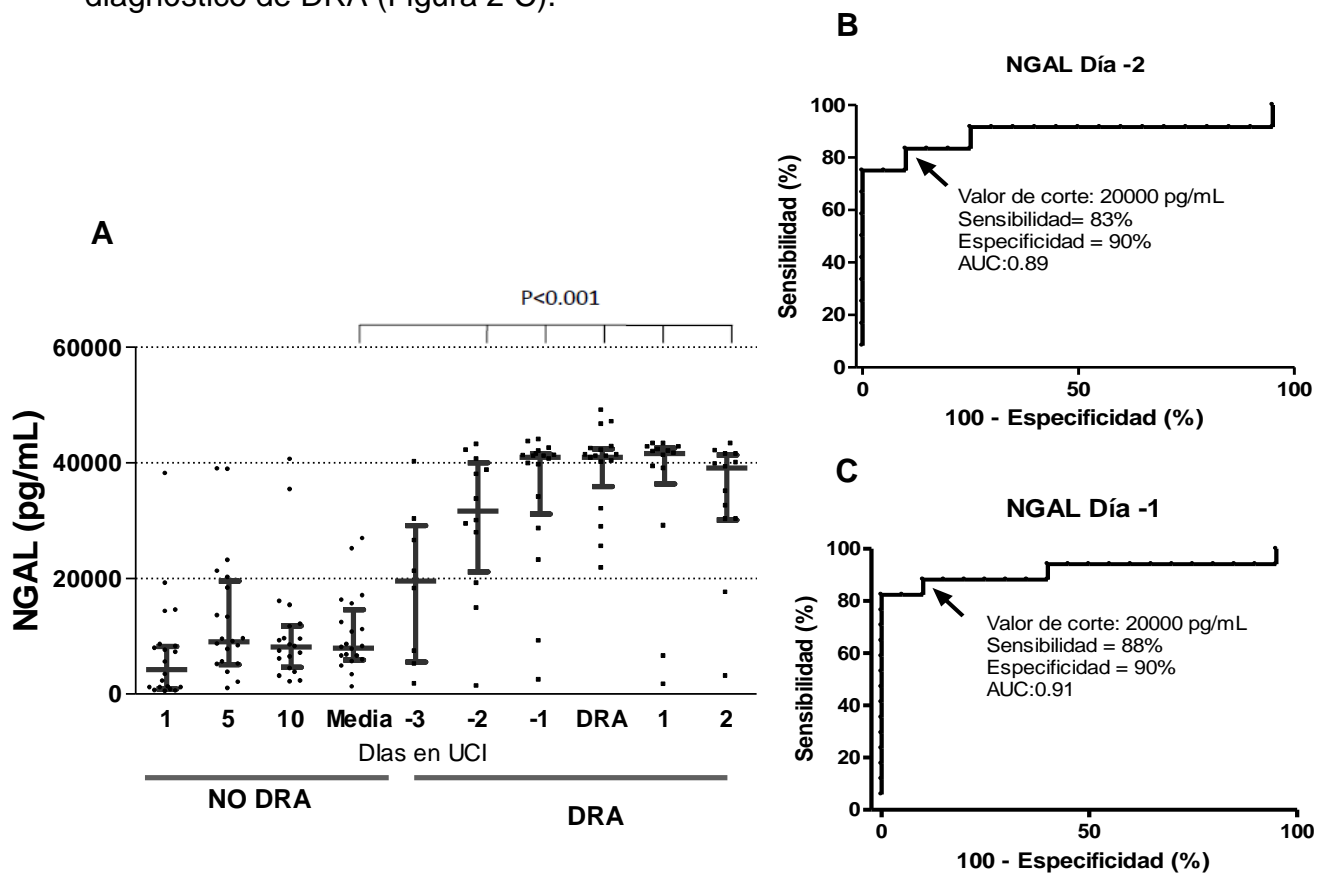 diagnóstico de DRA (Figura 2 C).
A
P<0.001
NGAL (pg/mL)
60000
40000
20000
0
1 5 10 Media -3 -2 -1 DRA 1 2
DIas en UCI
NO DRA
DRA
B
NGAL Día -2
Sensibilidad (%)
100
80
60
40
20
0
Valor de corte: 20000 pg/mL
Sensibilidad= 83%
Especificidad = 90%
AUC:0.89
0 50 100
100 - Especificidad (%)
C
NGAL Día -1
Sensibilidad (%)
100
80
60
40
20
0
Valor de corte: 20000 pg/mL
Sensibilidad = 88%
Especificidad = 90%
AUC:0.91
0 50 100
100 - Especificidad (%)